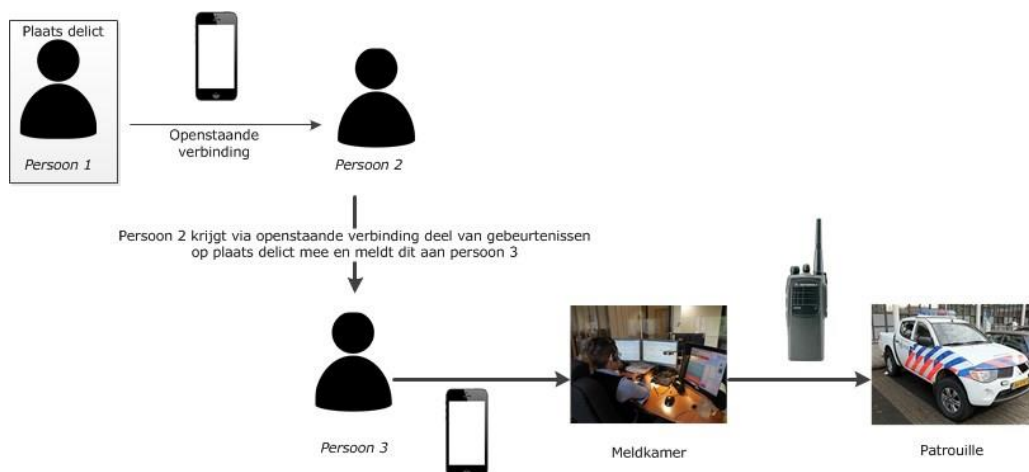 Plaats delict
Persoon 1
Openstaande
verbinding
Persoon 2
Persoon 2 krijgt via openstaande verbinding deel van gebeurtenissen
op plaats delict mee en meldt dit aan persoon 3
Persoon 3
Meldkamer
Patrouille